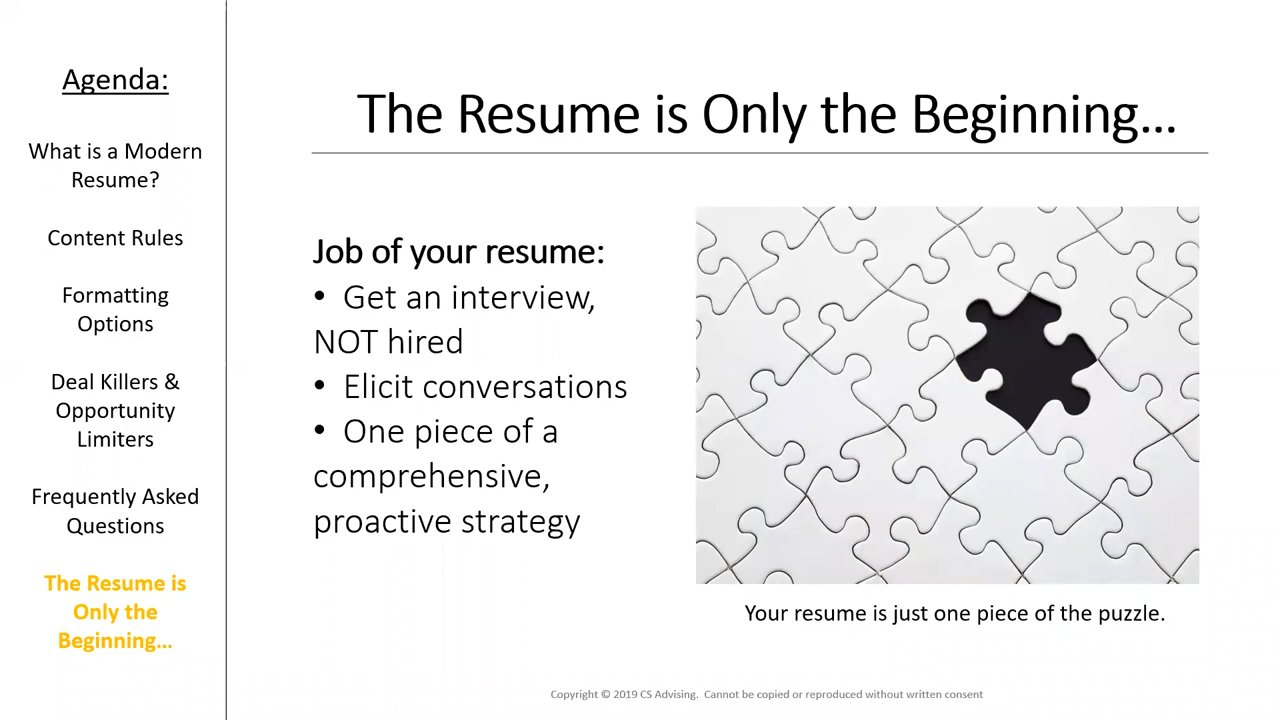 Agenda:
What is a Modern
Resume?
Content Rules
Formatting
Options
Deal Killers &
Opportunity
Limiters
Frequently Asked
Questions
The Resume is
Only the
Beginning...
The Resume is Only the Beginning...
Job of your resume:
• Get an interview,
NOT hired
• Elicit conversations
• One piece of a
comprehensive,
proactive strategy
Your resume is just one piece of the puzzle.
Copyright © 2019 CS Advising. Cannot be copied or reproduced without written consent